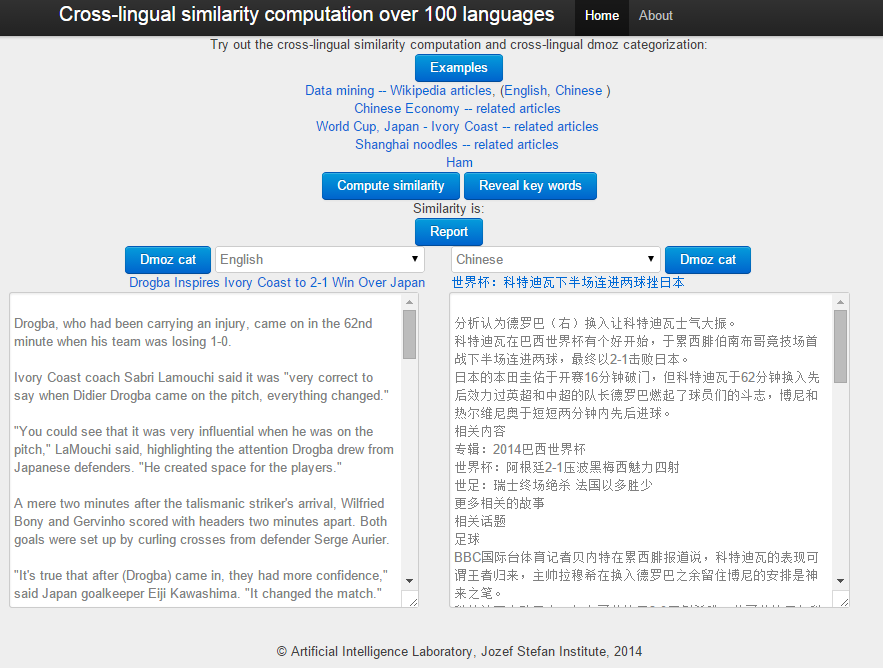 Cross-lingual similarity computation over 100 languages Home About
Try out the cross-lingual similarity computation and cross-lingual dmoz categorization:
Examples
Data mining -- Wikipedia articles, (English, Chinese )
Chinese Economy -- related articles
World Cup, Japan - Ivory Coast -- related articles
Shanghai noodles -- related articles
Ham
Compute similarity Reveal key words
Similarity is:
Report
Dmoz cat English Chinese Dmoz cat
Drogba Inspires Ivory Coast to 2-1 Win Over Japan
Drogba, who had been carrying an injury, came on in the 62nd
minute when his team was losing 1-0.
Ivory Coast coach Sabri Lamouchi said it was "very correct to
say when Didier Drogba came on the pitch, everything changed."
"You could see that it was very influential when he was on the
pitch," LaMouchi said, highlighting the attention Drogba drew from
Japanese defenders. "He created space for the players."
A mere two minutes after the talismanic striker's arrival, Wilfried
Bony and Gervinho scored with headers two minutes apart. Both
goals were set up by curling crosses from defender Serge Aurier.
"It's true that after (Drogba) came in, they had more confidence,"
said Japan goalkeeper Eiji Kawashima. "It changed the match."
世界杯：科特迪瓦下半场连进两球挫日本
分析认为德罗巴（右）换入让科特迪瓦士气大振。
科特迪瓦在巴西世界杯有个好开始，于累西腓伯南布哥竞技场首
战下半场连进两球，最终以2-1击败日本。
日本的本田圭佑于开赛16分钟破门，但科特迪瓦于62分钟换入先
后效力过英超和中超的队长德罗巴燃起了球员们的斗志，博尼和
热尔维尼奥于短短两分钟内先后进球。
相关内容
专辑：2014巴西世界杯
世界杯：阿根廷2-1压波黑梅西魅力四射
世足：瑞士终场绝杀 法国以多胜少
更多相关的故事
相关话题
足球
BBC国际台体育记者贝内特在累西腓报道说，科特迪瓦的表现可
谓王者归来，主帅拉穆希在换入德罗巴之余留住博尼的安排是神
来之笔。
© Artificial Intelligence Laboratory, Jozef Stefan Institute, 2014